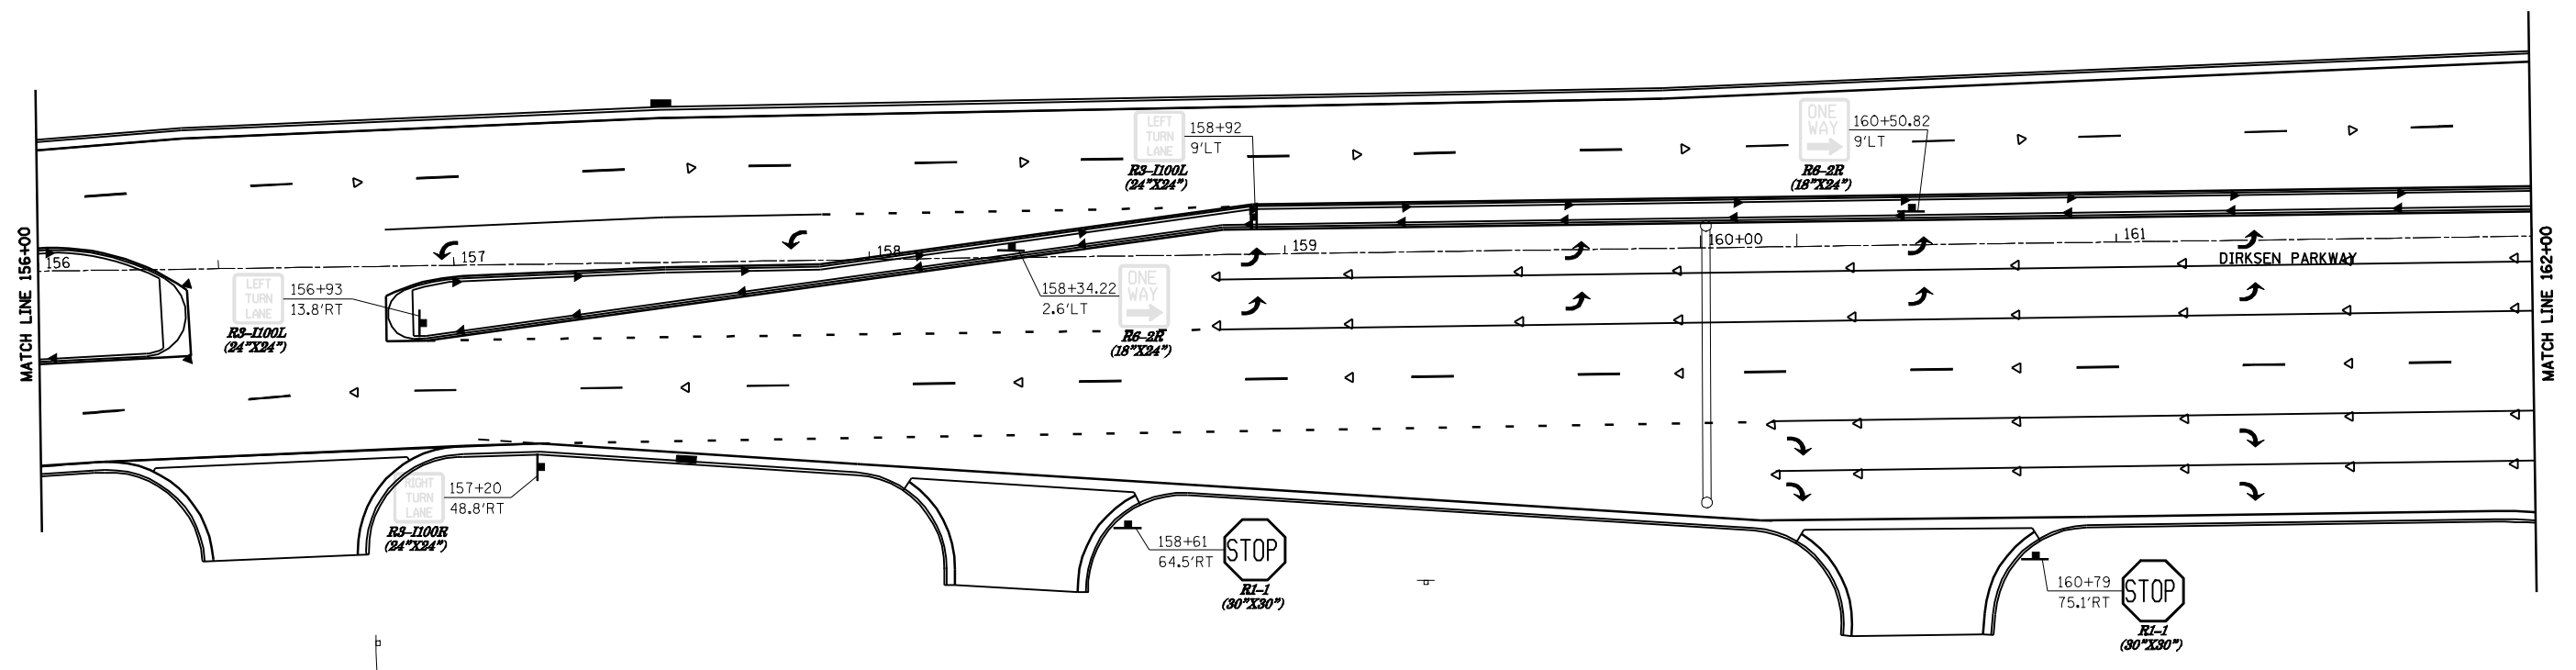 MATCH LINE 156+00
156
LEFT
TURN
LANE
R3-I100L
(24"X24")
156+93
13.8'RT
157
RIGHT
TURN
LANE
R3-I100R
(24"X24")
157+20
48.8'RT
158
158+34.22
2.6'LT
ONE
WAY
R6-2R
(18"X24")
LEFT
TURN
LANE
R3-I100L
(24"X24")
158+92
9'LT
158+61
64.5'RT
STOP
R1-1
(30"X30")
159
160+00
ONE
WAY
R6-2R
(18"X24")
160+50.82
9'LT
161
DIRKSEN PARKWAY
160+79
75.1'RT
STOP
R1-1
(30"X30")
MATCH LINE 162+00